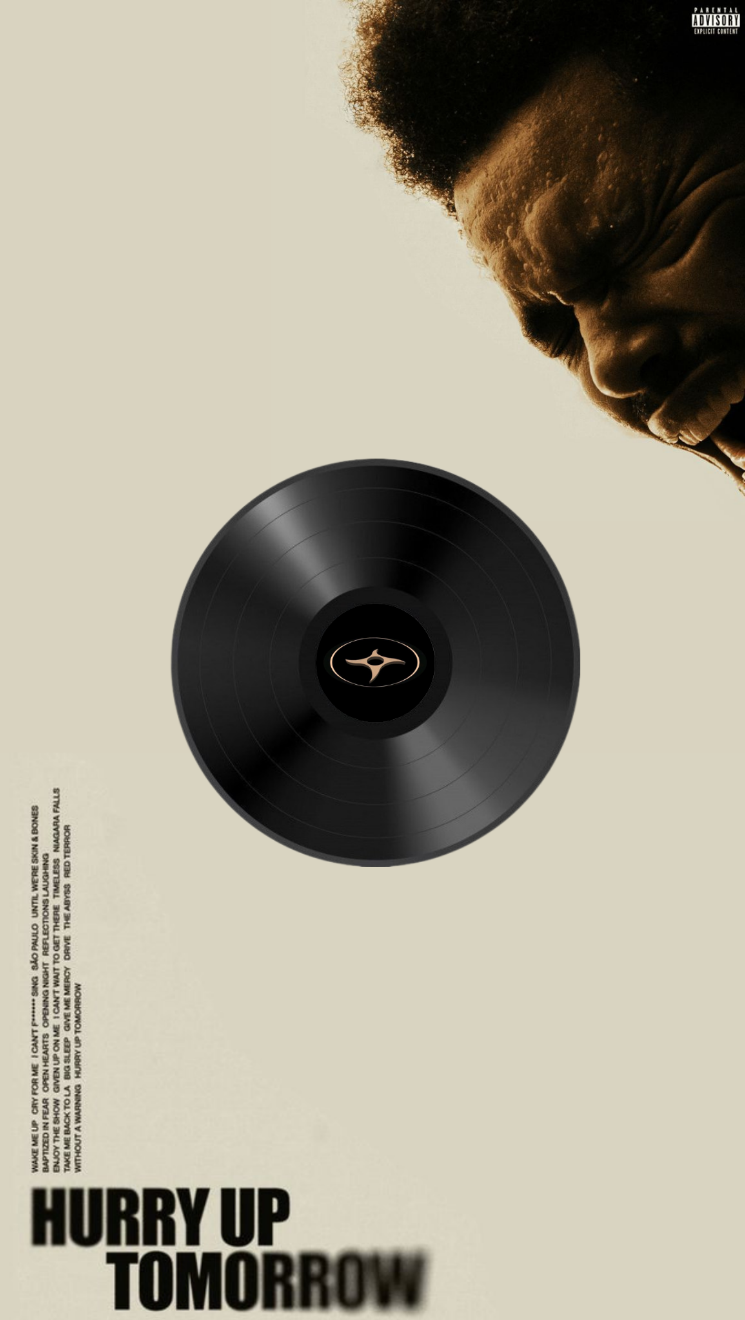 PARENTAL
ADVISORY
EXPLICIT CONTENT
WAKE ME UP CRY FOR ME I CAN'T F****** SING SÃO PAULO UNTIL WE'RE SKIN & BONES
BAPTIZED IN FEAR OPEN HEARTS OPENING NIGHT REFLECTIONS LAUGHING
ENJOY THE SHOW GIVEN UP ON ME I CAN'T WAIT TO GET THERE TIMELESS NIAGARA FALLS
TAKE ME BACK TO LA BIG SLEEP GIVE ME MERCY DRIVE THE ABYSS RED TERROR
WITHOUT A WARNING HURRY UP TOMORROW
HURRY UP
TOMORROW